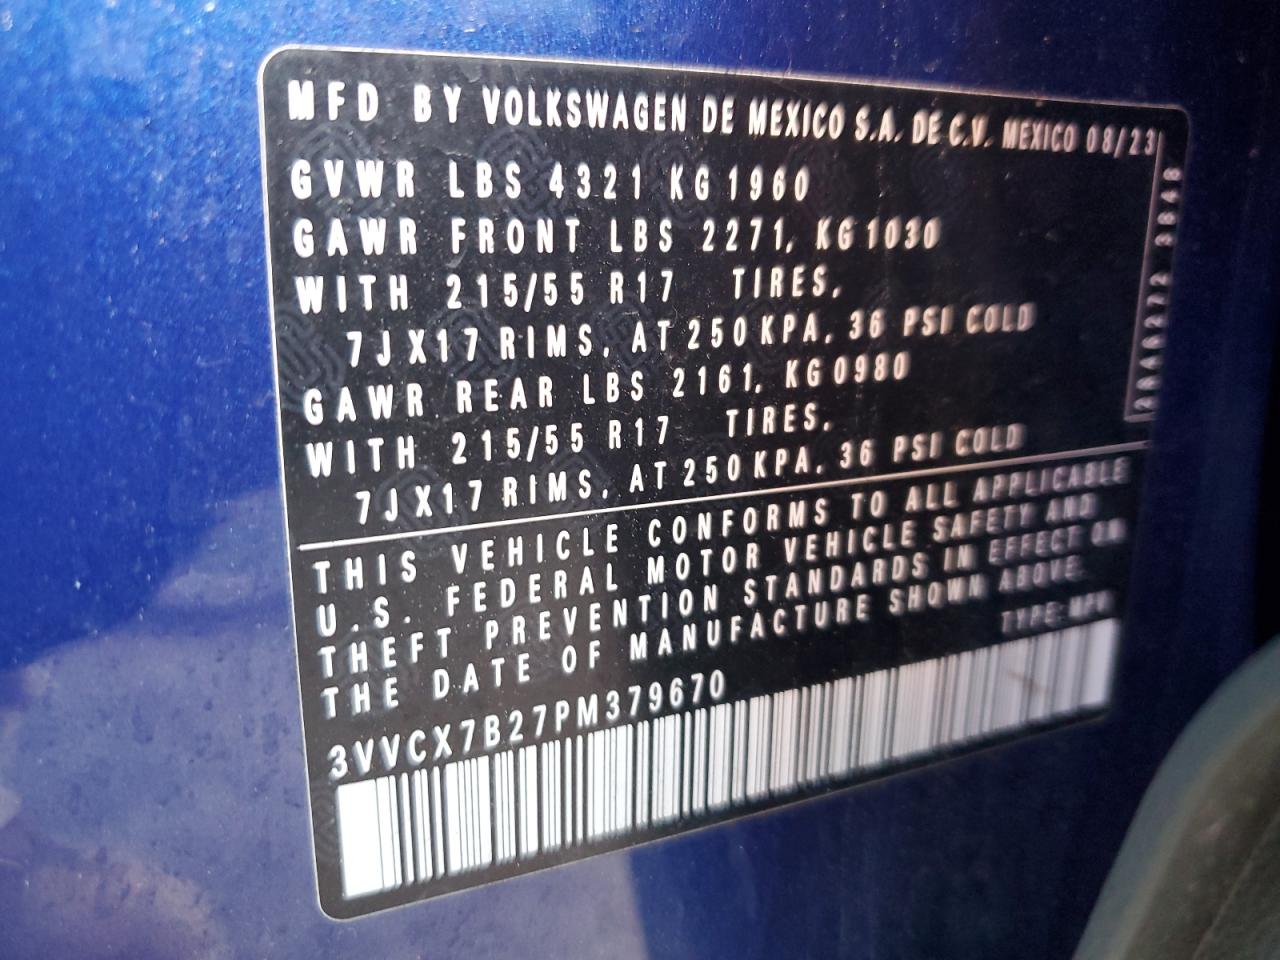 MFD BY VOLKSWAGEN DE MEXICO S.A. DE C.V. MEXICO 08/23
GVWR LBS 4321 KG 1960
GAWR FRONT LBS 2271, KG 1030
WITH 215/55 R17 TIRES,
7JX17 RIMS, AT 250 KPA, 36 PSI COLD
GAWR REAR LBS 2161, KG 0980
WITH 215/55 R17 TIRES,
7JX17 RIMS, AT 250 KPA, 36 PSI COLD
THIS VEHICLE CONFORMS TO ALL APPLICABLE
U.S. FEDERAL MOTOR VEHICLE SAFETY AND
THEFT PREVENTION STANDARDS IN EFFECT ON
THE DATE OF MANUFACTURE SHOWN ABOVE.
TYPE: MPV
3VVCX7B27PM379670